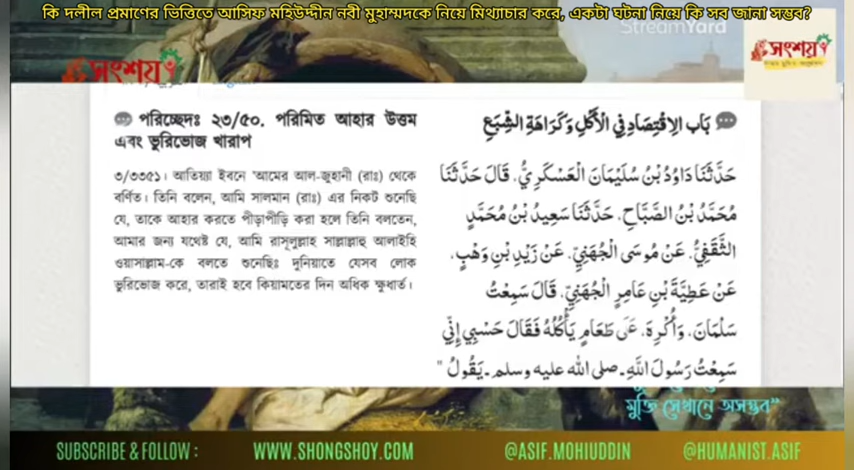 কি দলীল প্রমাণের ভিত্তিতে আসিফ মহিউদ্দীন নবী মুহাম্মদকে নিয়ে মিথ্যাচার করে, একটা ঘটনা নিয়ে কি সব জানা সম্ভব?
StreamYard
সংশয়
সংশয়
পরিচ্ছেদঃ ২৩/৫০. পরিমিত আহার উত্তম
এবং ভুরিভোজ খারাপ
৩/৩৩৫১। আতিয়্যা ইবনে 'আমের আল-জুহানী (রাঃ) থেকে
বর্ণিত। তিনি বলেন, আমি সালমান (রাঃ) এর নিকট শুনেছি
যে, তাকে আহার করতে পীড়াপীড়ি করা হলে তিনি বলতেন,
আমার জন্য যথেষ্ট যে, আমি রাসূলুল্লাহ সাল্লাল্লাহু আলাইহি
ওয়াসাল্লাম-কে বলতে শুনেছিঃ দুনিয়াতে যেসব লোক
ভুরিভোজ করে, তারাই হবে কিয়ামতের দিন অধিক ক্ষুধার্ত।
باب الاِقْتِصَادِ فِي الأَكْلِ وَكَرَاهَةِ الشِّبَعِ
حَدَّثَنَا دَاوُدُ بْنُ سُلَيْمَانَ الْعَسْكَرِيُّ، قَالَ حَدَّثَنَا
مُحَمَّدُ بْنُ الصَّبَّاحِ، حَدَّثَنَا سَعِيدُ بْنُ مُحَمَّدٍ
الثَّقَفِيُّ، عَنْ مُوسَى الْجُهَنِيِّ، عَنْ زَيْدِ بْنِ وَهْبٍ،
عَنْ عَطِيَّةَ بْنِ عَامِرٍ الْجُهَنِيِّ، قَالَ سَمِعْتُ
سَلْمَانَ، وَأُكْرِهَ، عَلَى طَعَامٍ يَأْكُلُهُ فَقَالَ حَسْبِي إِنِّي
سَمِعْتُ رَسُولَ اللَّهِ ـ صلى الله عليه وسلم ـ يَقُولُ "
মুক্তি সেখানে অসম্ভব”
SUBSCRIBE & FOLLOW : WWW.SHONGSHOY.COM @ASIF.MOHIUDDIN @HUMANIST.ASIF